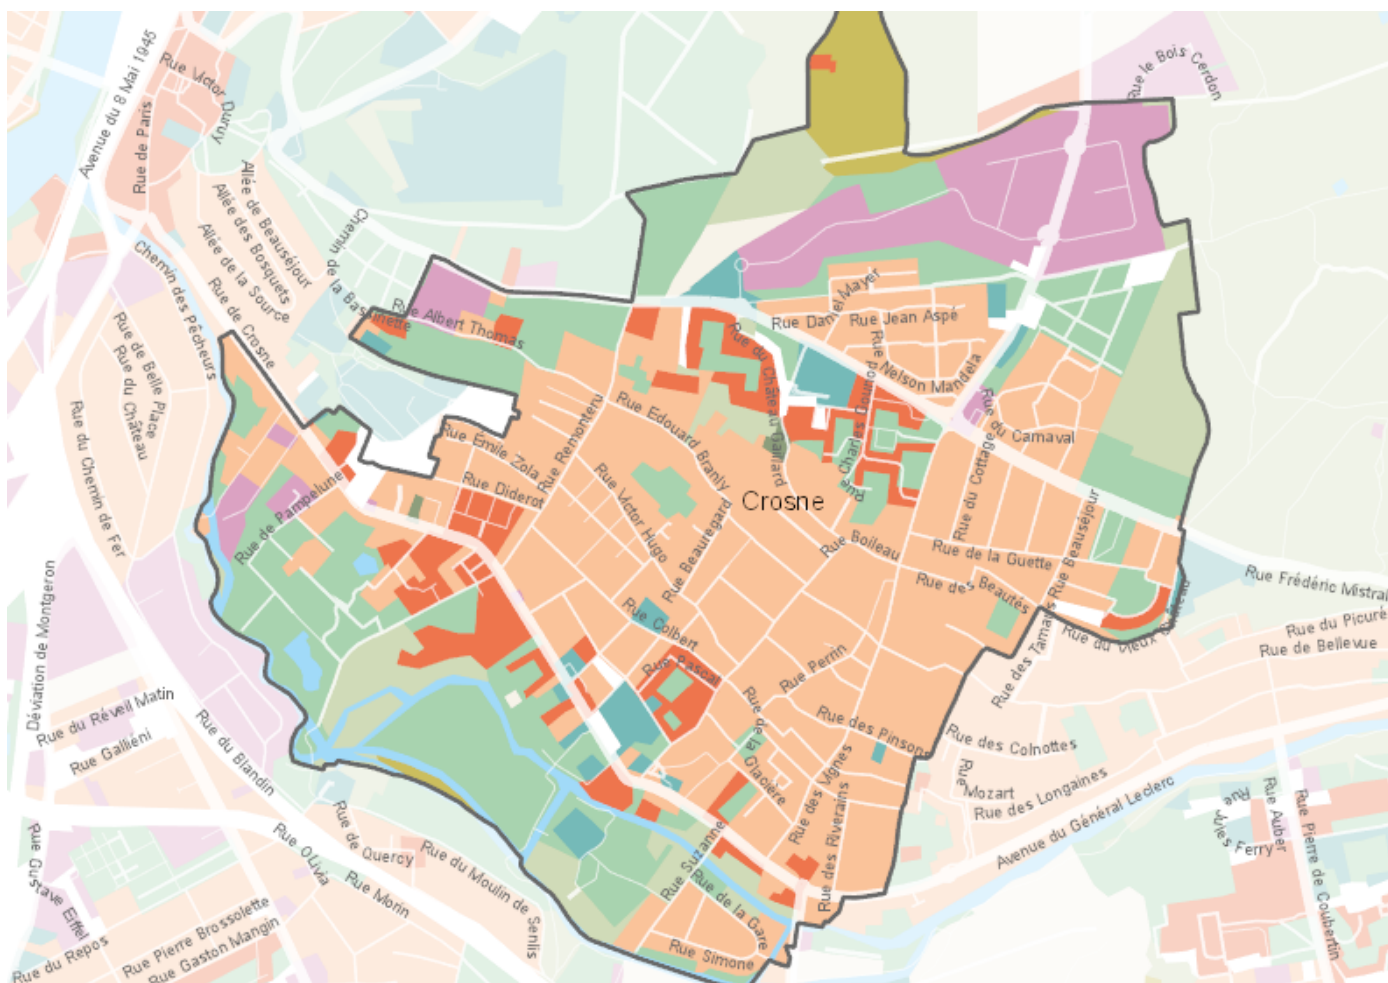 Avenue du 8 Mai 1945
Rue Victor Duruy
Rue le Bois Cerdon
Rue de Paris
Allée de Beauséjour
Allée des Bosquets
Allée de la Source
Chemin de la Bassinette
Chemin des Pêcheurs
Rue de Crosne
Rue Albert Thomas
Rue Daniel Mayer
Rue Jean Aspé
Rue de Belle Place
Rue du Château
Rue du Château Gaillard
Rue Nelson Mandela
Rue du Chemin de Fer
Rue Édouard Branly
Rue Remonteru
Rue Charles Doumoud
Rue du Cottage
Rue du Carnaval
Rue Émile Zola
Rue Diderot
Rue Victor Hugo
Rue de Pampelune
Crosne
Rue Beauregard
Rue Boileau
Rue de la Guette
Rue Beauséjour
Rue des Beautés
Rue Frédéric Mistral
Déviation de Montgeron
Rue Colbert
Rue Pascal
Rue Perrin
Rue des Tamaris
Rue du Vieux
Rue du Picuré
Rue de Bellevue
Rue du Réveil Matin
Rue Galliéni
Rue du Blandin
Rue de la Glacière
Rue des Pinsons
Rue des Colnottes
Rue Mozart
Rue des Longaines
Rue des Vignes
Rue des Riverains
Avenue du Général Leclerc
Rue Jules Ferry
Rue Auber
Rue Pierre de Coubertin
Rue Gustave Eiffel
Rue Olivia
Rue de Quercy
Rue du Moulin de Senlis
Rue Morin
Rue Suzanne
Rue de la Gare
Rue Simone
Rue du Repos
Rue Pierre Brossolette
Rue Gaston Mangin